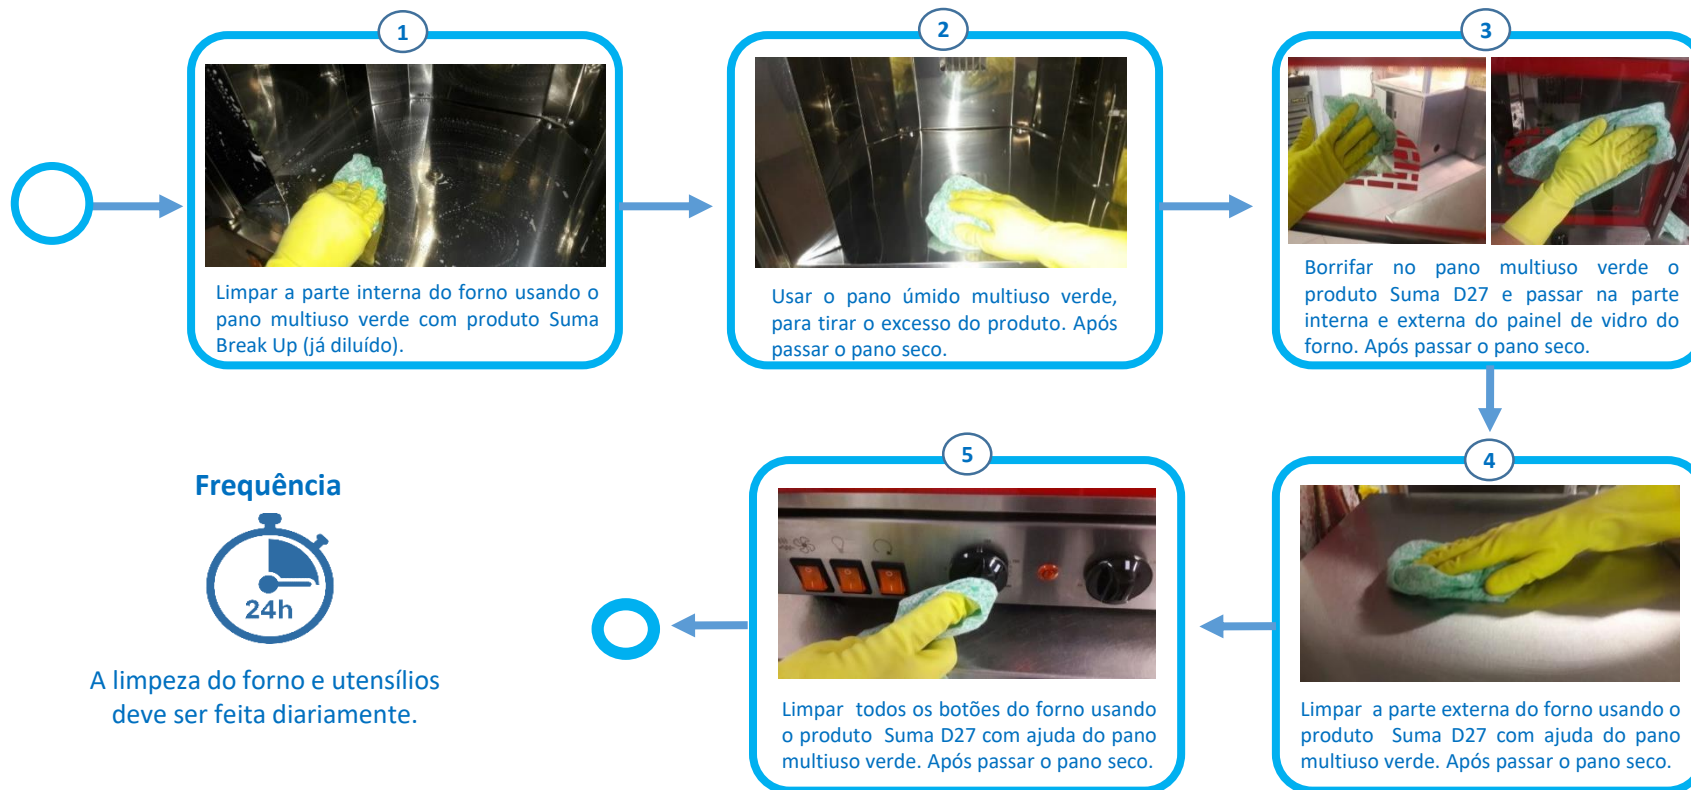 1
Limpar a parte interna do forno usando o
pano multiuso verde com produto Suma
Break Up (já diluído).
2
Usar o pano úmido multiuso verde,
para tirar o excesso do produto. Após
passar o pano seco.
3
Borrifar no pano multiuso verde o
produto Suma D27 e passar na parte
interna e externa do painel de vidro do
forno. Após passar o pano seco.
4
Limpar a parte externa do forno usando o
produto Suma D27 com ajuda do pano
multiuso verde. Após passar o pano seco.
5
Limpar todos os botões do forno usando
o produto Suma D27 com ajuda do pano
multiuso verde. Após passar o pano seco.
Frequência
24h
A limpeza do forno e utensílios
deve ser feita diariamente.